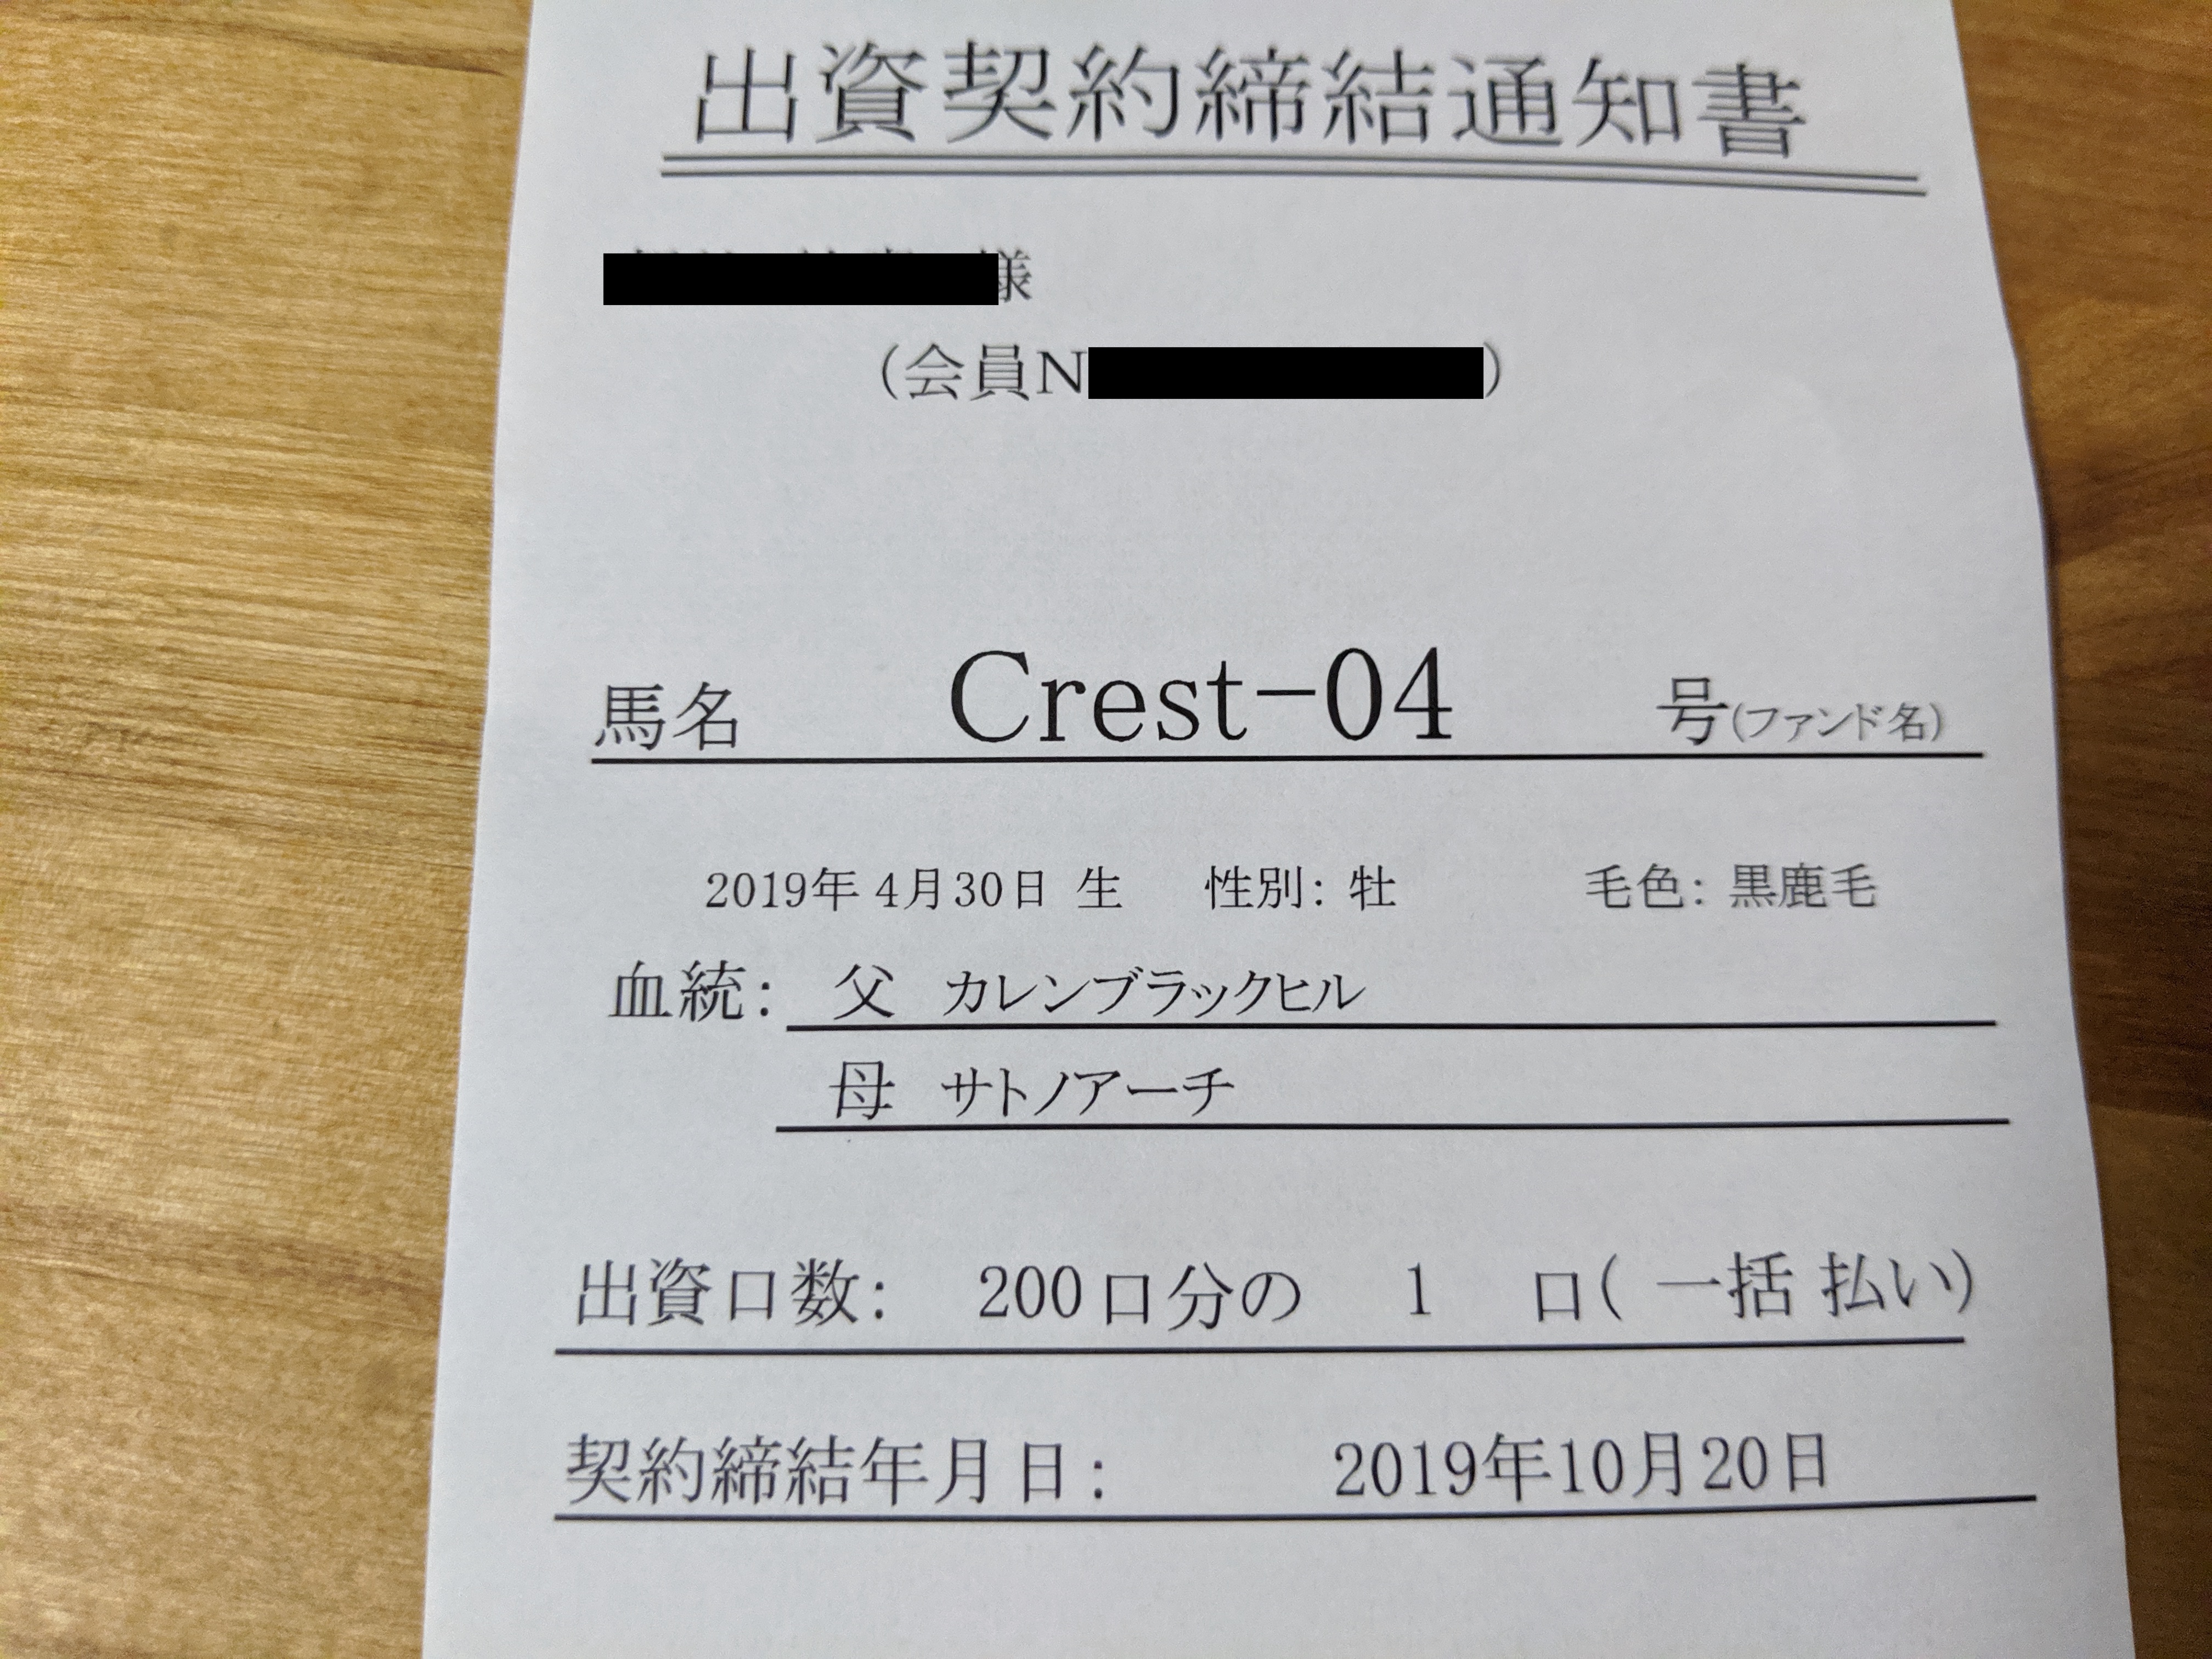 出資契約締結通知書
様
(会員N )
馬名 Crest-04 号(ファンド名)
2019年 4月30日 生 性別: 牡 毛色: 黒鹿毛
血統: 父 カレンブラックヒル
母 サトノアーチ
出資口数: 200口分の 1 口( 一括 払い)
契約締結年月日: 2019年10月20日